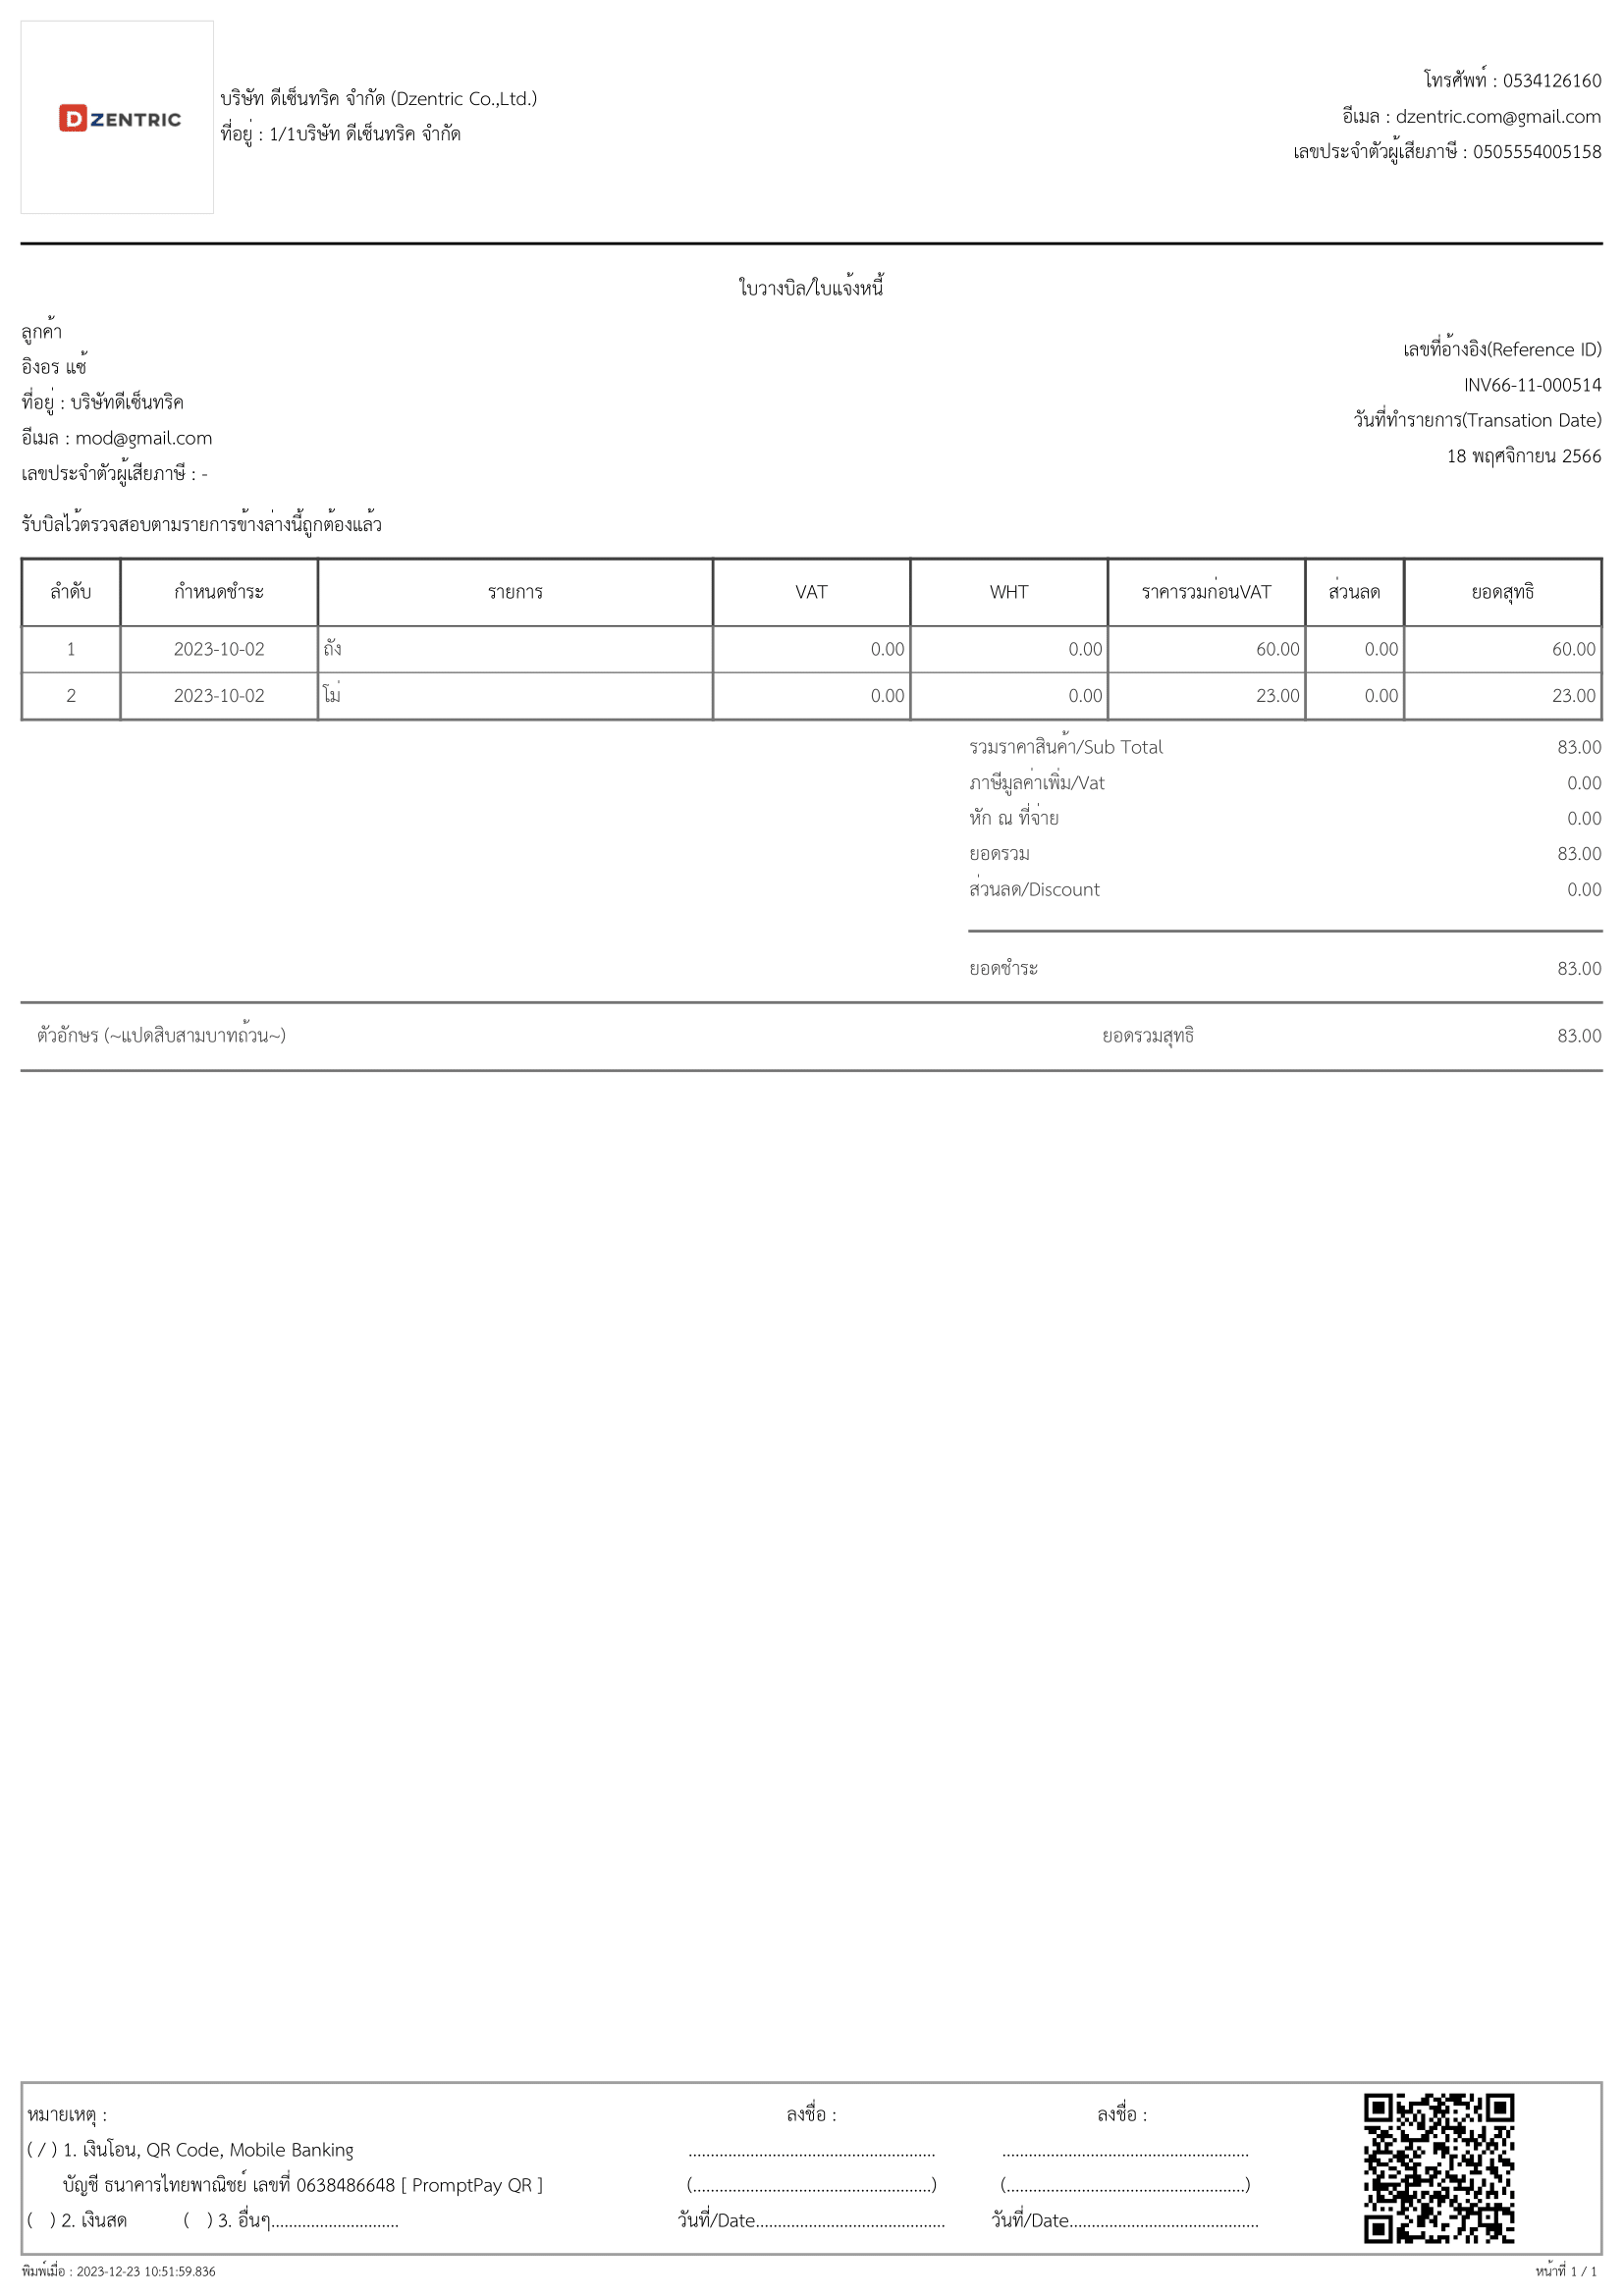 DZENTRIC
บริษัท ดีเซ็นทริค จำกัด (Dzentric Co.,Ltd.)
ที่อยู่ : 1/1บริษัท ดีเซ็นทริค จำกัด
โทรศัพท์ : 0534126160
อีเมล : dzentric.com@gmail.com
เลขประจำตัวผู้เสียภาษี : 0505554005158
ใบวางบิล/ใบแจ้งหนี้
ลูกค้า
อิงอร แซ้
ที่อยู่ : บริษัทดีเซ็นทริค
อีเมล : mod@gmail.com
เลขประจำตัวผู้เสียภาษี : -
เลขที่อ้างอิง(Reference ID)
INV66-11-000514
วันที่ทำรายการ(Transation Date)
18 พฤศจิกายน 2566
รับบิลไว้ตรวจสอบตามรายการข้างล่างนี้ถูกต้องแล้ว
ลำดับ กำหนดชำระ รายการ VAT WHT ราคารวมก่อนVAT ส่วนลด ยอดสุทธิ
1 2023-10-02 ถัง 0.00 0.00 60.00 0.00 60.00
2 2023-10-02 โม่ 0.00 0.00 23.00 0.00 23.00
รวมราคาสินค้า/Sub Total 83.00
ภาษีมูลค่าเพิ่ม/Vat 0.00
หัก ณ ที่จ่าย 0.00
ยอดรวม 83.00
ส่วนลด/Discount 0.00
ยอดชำระ 83.00
ตัวอักษร (~แปดสิบสามบาทถ้วน~) ยอดรวมสุทธิ 83.00
หมายเหตุ : ลงชื่อ : ลงชื่อ :
( / ) 1. เงินโอน, QR Code, Mobile Banking ........................................................ ........................................................
บัญชี ธนาคารไทยพาณิชย์ เลขที่ 0638486648 [ PromptPay QR ] (......................................................) (......................................................)
( ) 2. เงินสด ( ) 3. อื่นๆ............................. วันที่/Date........................................... วันที่/Date...........................................
พิมพ์เมื่อ : 2023-12-23 10:51:59.836 หน้าที่ 1 / 1